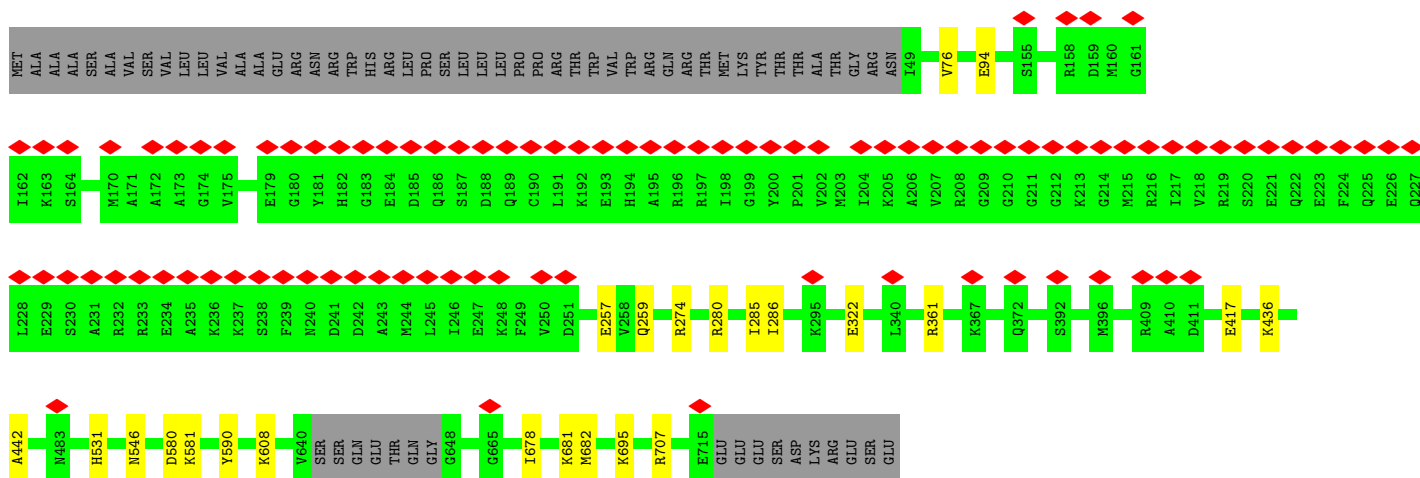 MET ALA ALA ALA SER ALA VAL SER VAL LEU LEU VAL ALA ALA GLU ARG ASN ARG TRP HIS ARG LEU PRO SER LEU LEU LEU PRO PRO ARG THR TRP VAL TRP ARG GLN ARG THR MET LYS TYR THR THR ALA THR GLY ARG ASN I49 V76 E94 S155 R158 D159 M160 G161
I162 K163 S164 M170 A171 A172 A173 G174 V175 E179 G180 Y181 H182 G183 E184 D185 Q186 S187 D188 Q189 C190 L191 K192 E193 H194 A195 R196 R197 I198 G199 Y200 P201 V202 M203 I204 K205 A206 V207 R208 G209 G210 G211 G212 K213 G214 M215 R216 I217 V218 R219 S220 E221 Q222 E223 F224 Q225 E226 Q227
L228 E229 S230 A231 R232 R233 E234 A235 K236 K237 S238 F239 N240 D241 D242 A243 M244 L245 I246 E247 K248 F249 V250 D251 E257 V258 Q259 R274 R280 I285 I286 K295 E322 L340 R361 K367 Q372 S392 M396 R409 A410 D411 E417 K436
A442 N483 H531 N546 D580 K581 Y590 K608 V640 SER SER GLN GLU THR GLN GLY G648 G665 I678 K681 M682 K695 R707 E715 GLU GLU GLU SER ASP LYS ARG GLU SER GLU